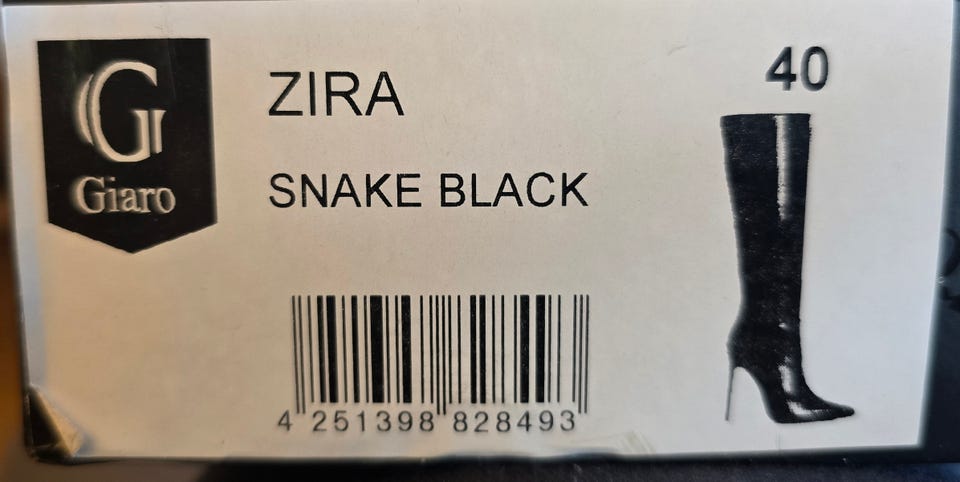 G
Giaro
ZIRA
SNAKE BLACK
40
4 251398 828493